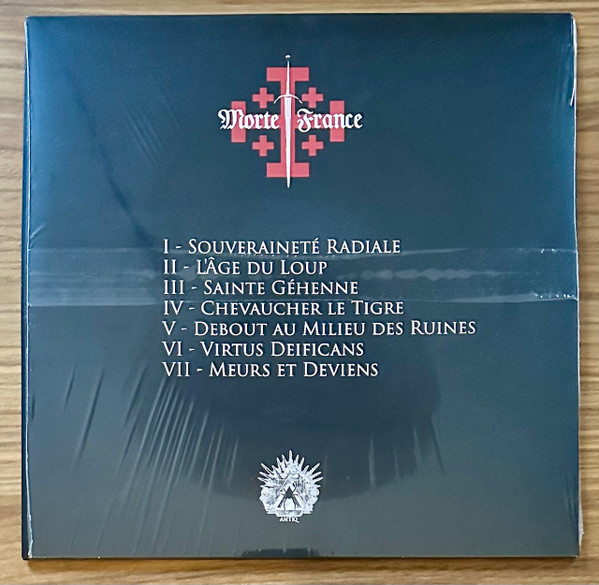 Morte France
I - Souveraineté Radiale
II - L'Âge du Loup
III - Sainte Géhenne
IV - Chevaucher le Tigre
V - Debout au Milieu des Ruines
VI - Virtus Deificans
VII - Meurs et Deviens
ANTIQ